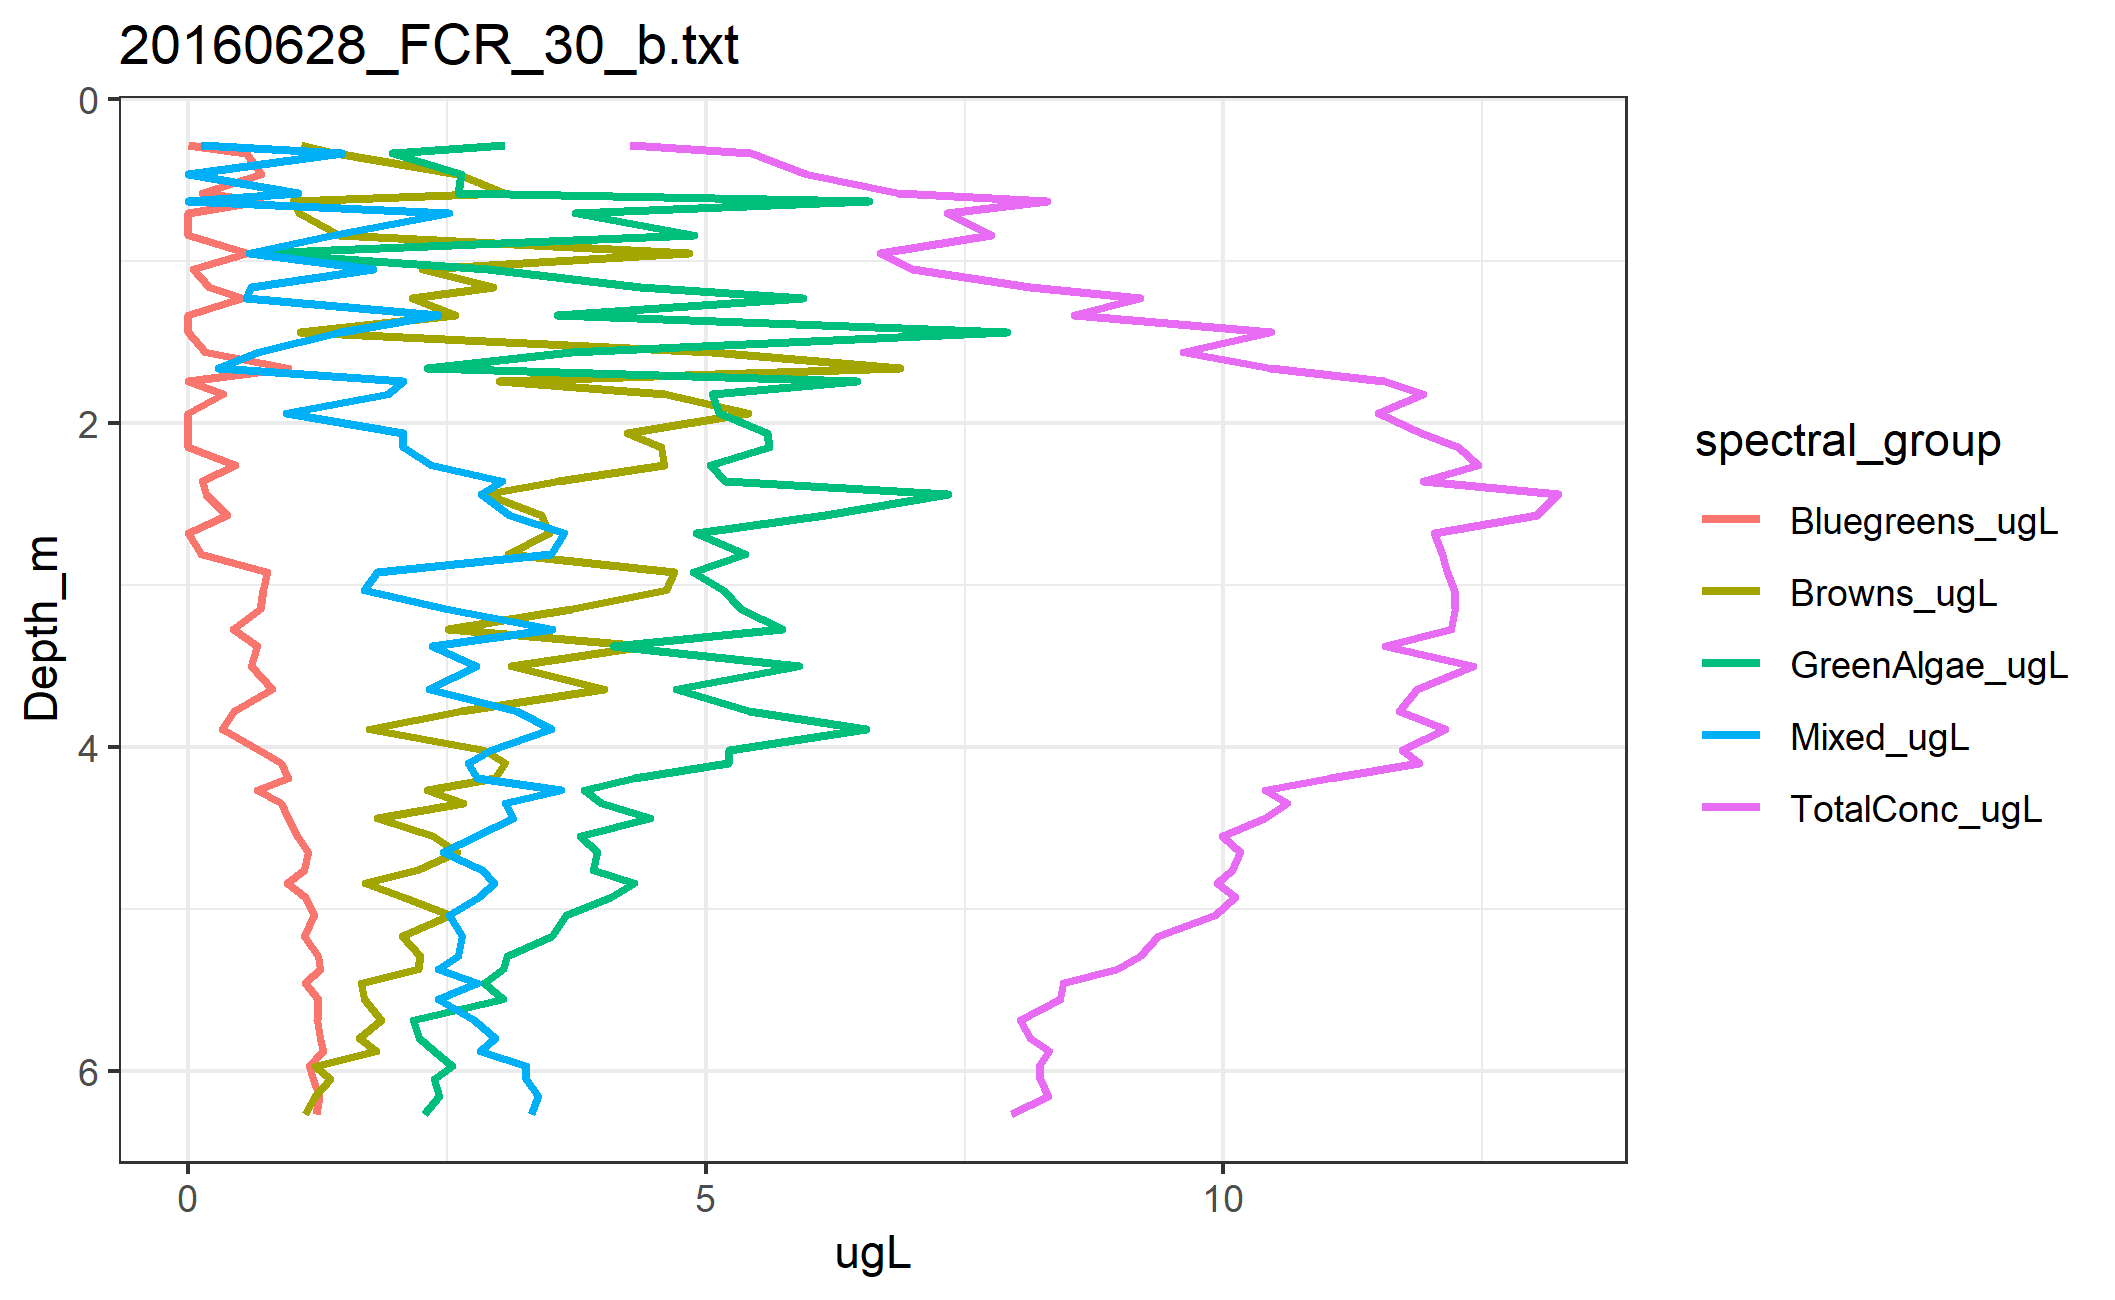 20160628_FCR_30_b.txt
0
2
4
6
Depth_m
0
5
10
ugL
spectral_group
Bluegreens_ugL
Browns_ugL
GreenAlgae_ugL
Mixed_ugL
TotalConc_ugL